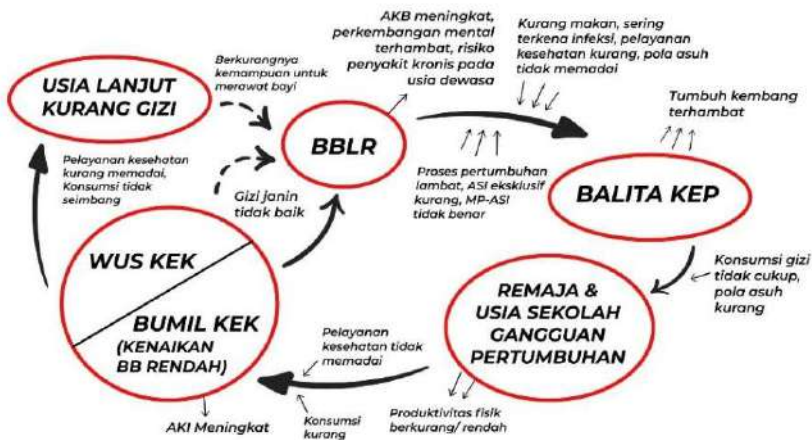 AKB meningkat,
perkembangan mental
terhambat, risiko
penyakit kronis pada
usia dewasa
Kurang makan, sering
terkena infeksi, pelayanan
kesehatan kurang, pola asuh
tidak memadai
Berkurangnya
kemampuan untuk
merawat bayi
USIA LANJUT
KURANG GIZI
BBLR
Tumbuh kembang
terhambat
Pelayanan kesehatan
kurang memadai,
Konsumsi tidak
seimbang
Gizi janin
tidak baik
Proses pertumbuhan
lambat, ASI eksklusif
kurang, MP-ASI
tidak benar
BALITA KEP
WUS KEK
BUMIL KEK
(KENAIKAN
BB RENDAH)
Konsumsi gizi
tidak cukup,
pola asuh
kurang
REMAJA &
USIA SEKOLAH
GANGGUAN
PERTUMBUHAN
Pelayanan
kesehatan tidak
memadai
AKI Meningkat
Konsumsi
kurang
Produktivitas fisik
berkurang/ rendah